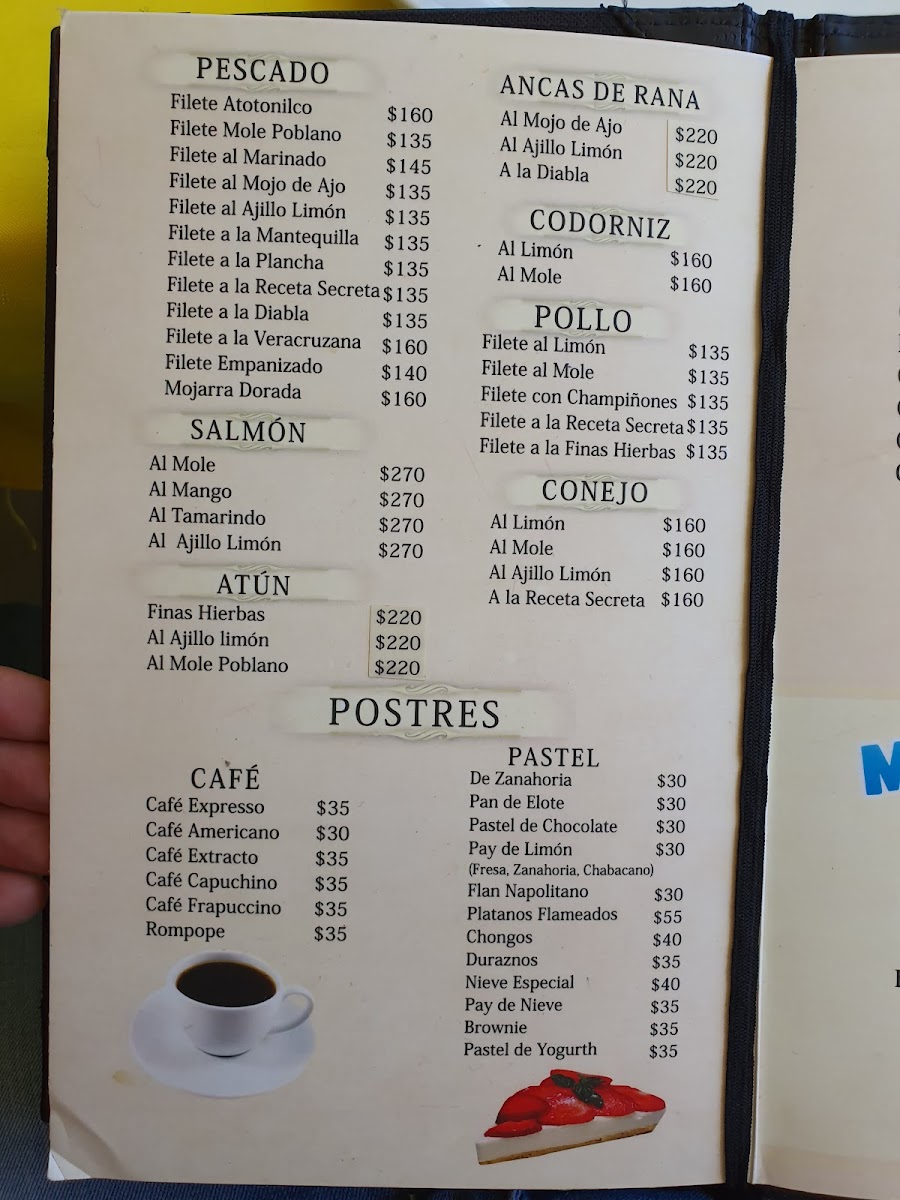 PESCADO
Filete Atotonilco $160
Filete Mole Poblano $135
Filete al Marinado $145
Filete al Mojo de Ajo $135
Filete al Ajillo Limón $135
Filete a la Mantequilla $135
Filete a la Plancha $135
Filete a la Receta Secreta $135
Filete a la Diabla $135
Filete a la Veracruzana $160
Filete Empanizado $140
Mojarra Dorada $160
SALMÓN
Al Mole $270
Al Mango $270
Al Tamarindo $270
Al Ajillo Limón $270
ATÚN
Finas Hierbas $220
Al Ajillo limón $220
Al Mole Poblano $220
ANCAS DE RANA
Al Mojo de Ajo $220
Al Ajillo Limón $220
A la Diabla $220
CODORNIZ
Al Limón $160
Al Mole $160
POLLO
Filete al Limón $135
Filete al Mole $135
Filete con Champiñones $135
Filete a la Receta Secreta $135
Filete a la Finas Hierbas $135
CONEJO
Al Limón $160
Al Mole $160
Al Ajillo Limón $160
A la Receta Secreta $160
POSTRES
CAFÉ
Café Expresso $35
Café Americano $30
Café Extracto $35
Café Capuchino $35
Café Frapuccino $35
Rompope $35
PASTEL
De Zanahoria $30
Pan de Elote $30
Pastel de Chocolate $30
Pay de Limón $30
(Fresa, Zanahoria, Chabacano)
Flan Napolitano $30
Platanos Flameados $55
Chongos $40
Duraznos $35
Nieve Especial $40
Pay de Nieve $35
Brownie $35
Pastel de Yogurth $35